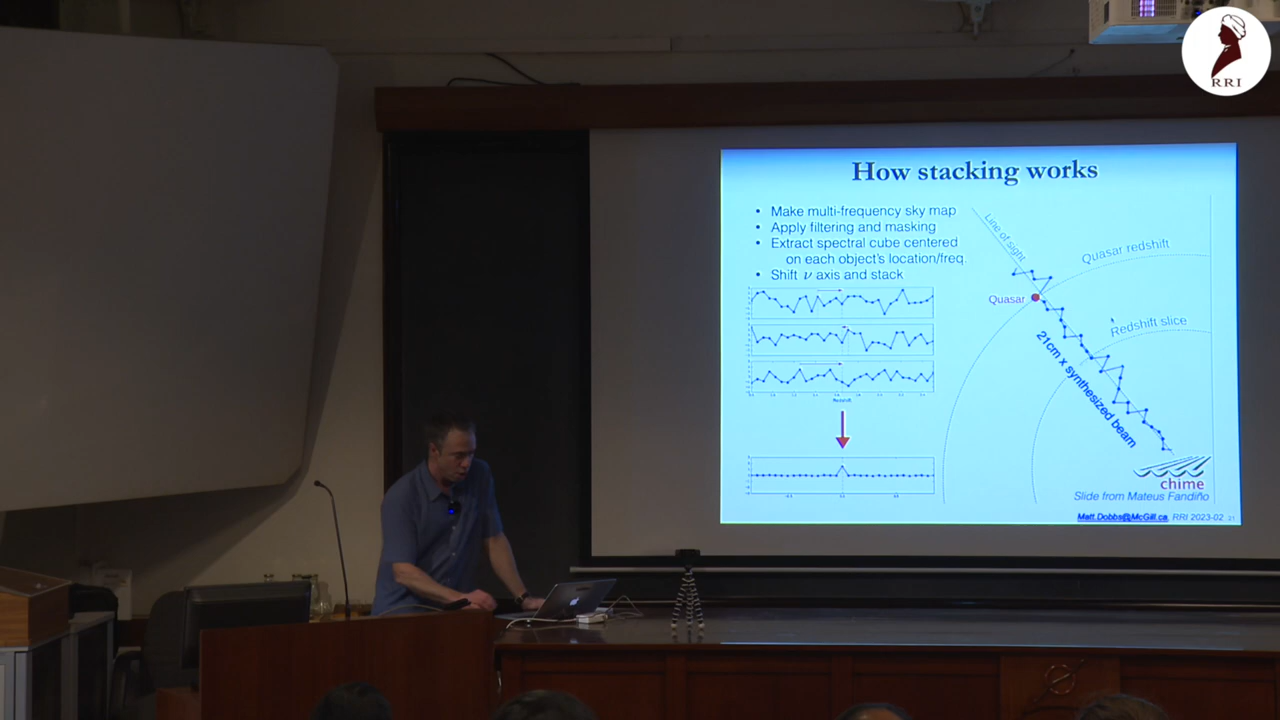 RRI
How stacking works
• Make multi-frequency sky map
• Apply filtering and masking
• Extract spectral cube centered
on each object's location/freq.
• Shift ν axis and stack
Line of sight
Quasar redshift
Quasar
Redshift slice
21cm x synthesized beam
Redshift
chime
Slide from Mateus Fandiño
Matt.Dobbs@McGill.ca, RRI 2023-02 21